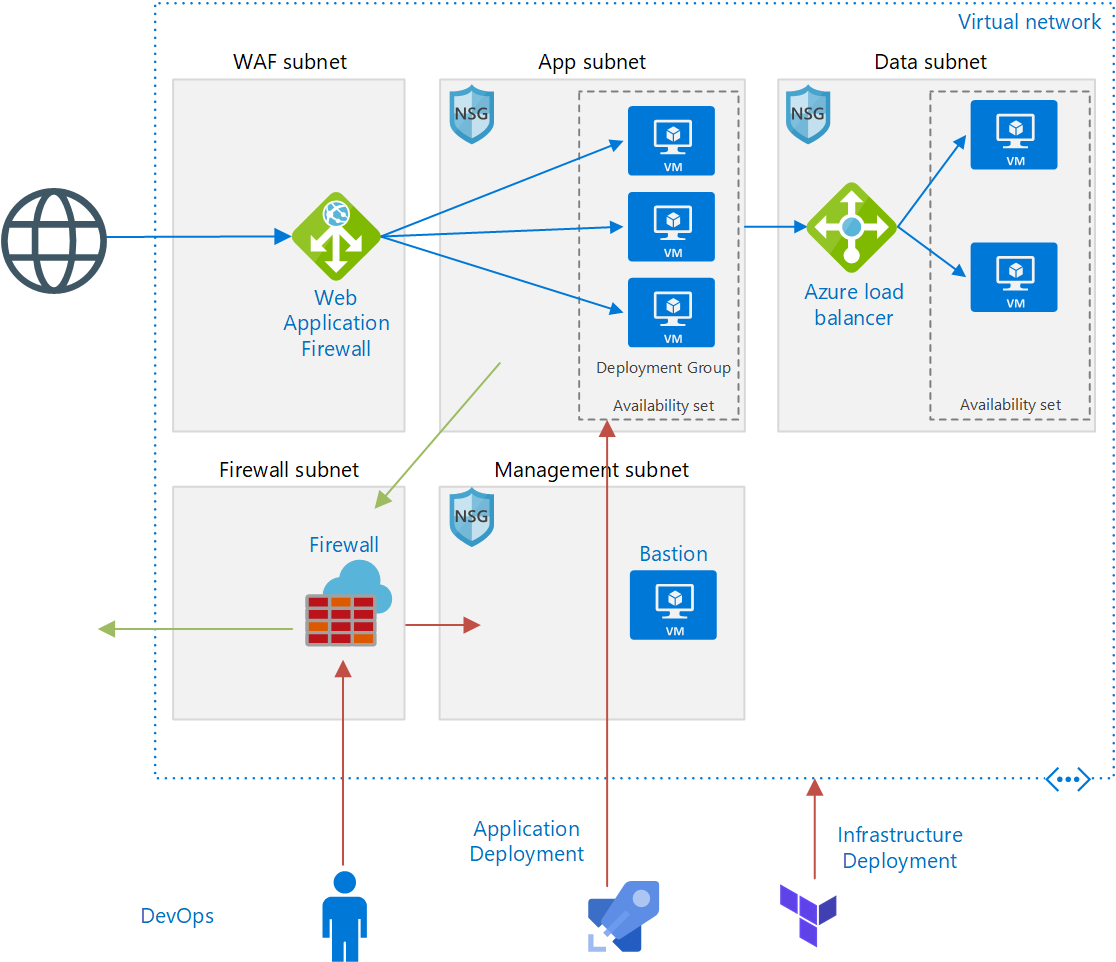 Virtual network
WAF subnet
App subnet
Data subnet
NSG
VM
VM
VM
Deployment Group
Availability set
NSG
VM
VM
Availability set
Web
Application
Firewall
Azure load
balancer
Firewall subnet
Management subnet
Firewall
NSG
Bastion
VM
Application
Deployment
Infrastructure
Deployment
DevOps